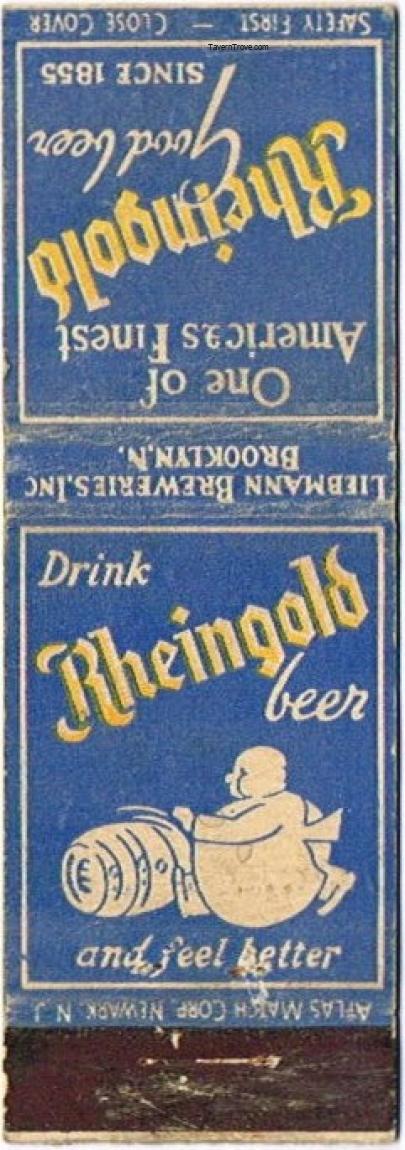 TavernTrove.com
SAFETY FIRST — CLOSE COVER
One of
Americas Finest
Rheingold
Good beer
SINCE 1855
LIEBMANN BREWERIES, INC
BROOKLYN, N.
Drink
Rheingold
beer
and feel better
ATLAS MATCH CORP. NEWARK, N. J.